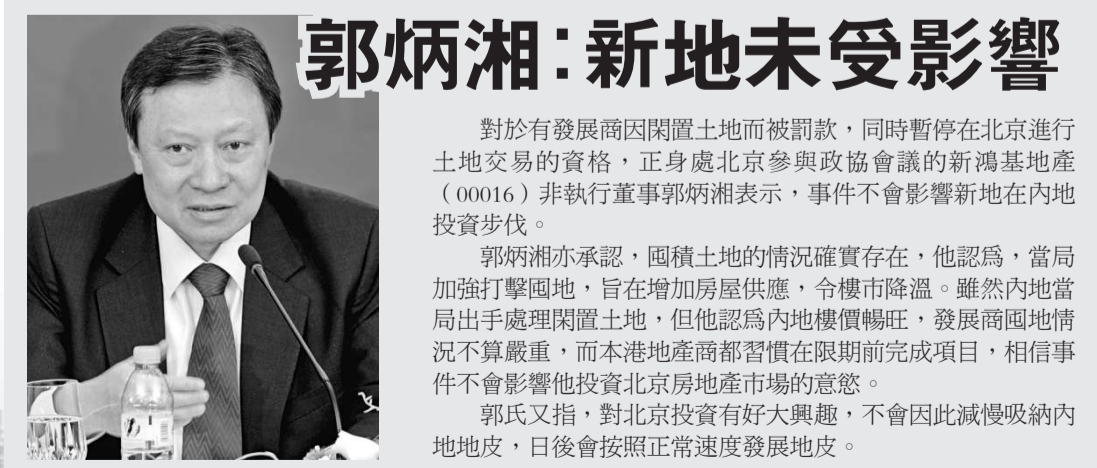 郭炳湘：新地未受影響
對於有發展商因閑置土地而被罰款，同時暫停在北京進行
土地交易的資格，正身處北京參與政協會議的新鴻基地產
（00016）非執行董事郭炳湘表示，事件不會影響新地在內地
投資步伐。
郭炳湘亦承認，囤積土地的情況確實存在，他認爲，當局
加強打擊囤地，旨在增加房屋供應，令樓市降溫。雖然內地當
局出手處理閑置土地，但他認爲內地樓價暢旺，發展商囤地情
況不算嚴重，而本港地產商都習慣在限期前完成項目，相信事
件不會影響他投資北京房地產市場的意慾。
郭氏又指，對北京投資有好大興趣，不會因此減慢吸納內
地地皮，日後會按照正常速度發展地皮。